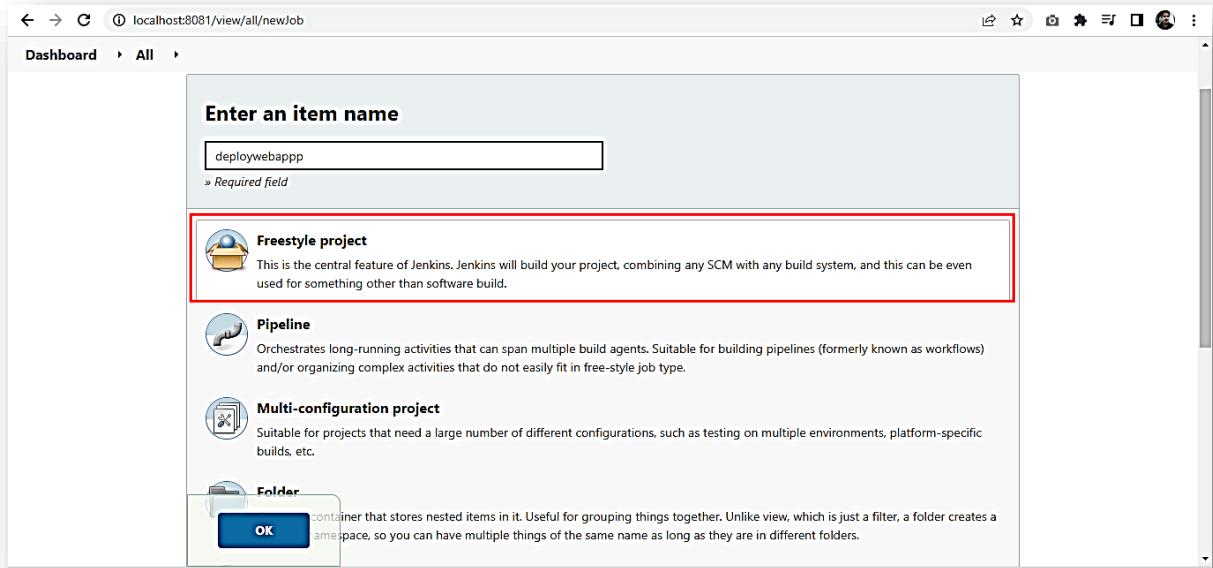 localhost:8081/view/all/newJob
Dashboard All
Enter an item name
deploywebappp
» Required field
Freestyle project
This is the central feature of Jenkins. Jenkins will build your project, combining any SCM with any build system, and this can be even
used for something other than software build.
Pipeline
Orchestrates long-running activities that can span multiple build agents. Suitable for building pipelines (formerly known as workflows)
and/or organizing complex activities that do not easily fit in free-style job type.
Multi-configuration project
Suitable for projects that need a large number of different configurations, such as testing on multiple environments, platform-specific
builds, etc.
Folder
container that stores nested items in it. Useful for grouping things together. Unlike view, which is just a filter, a folder creates a
OK
so you can have multiple things of the same name as long as they are in different folders.